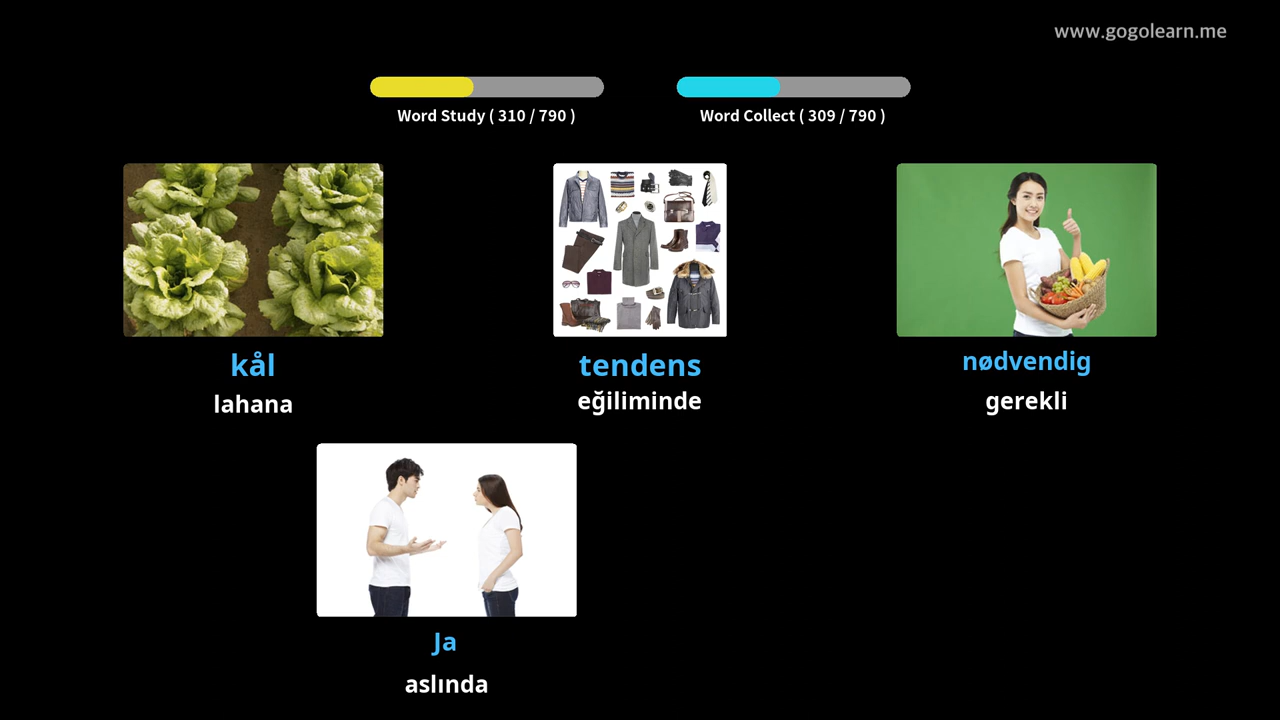 www.gogolearn.me
Word Study ( 310 / 790 )
Word Collect ( 309 / 790 )
kål
lahana
tendens
eğiliminde
nødvendig
gerekli
Ja
aslında